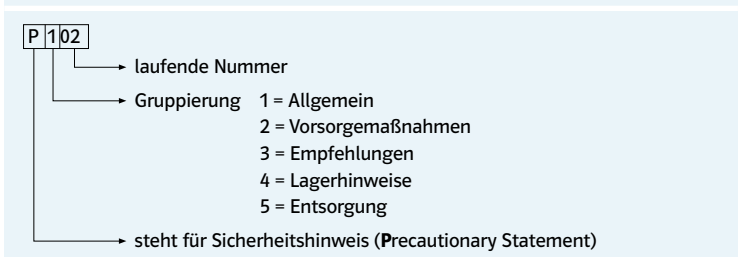 P 1 02
laufende Nummer
Gruppierung 1 = Allgemein
2 = Vorsorgemaßnahmen
3 = Empfehlungen
4 = Lagerhinweise
5 = Entsorgung
steht für Sicherheitshinweis (Precautionary Statement)